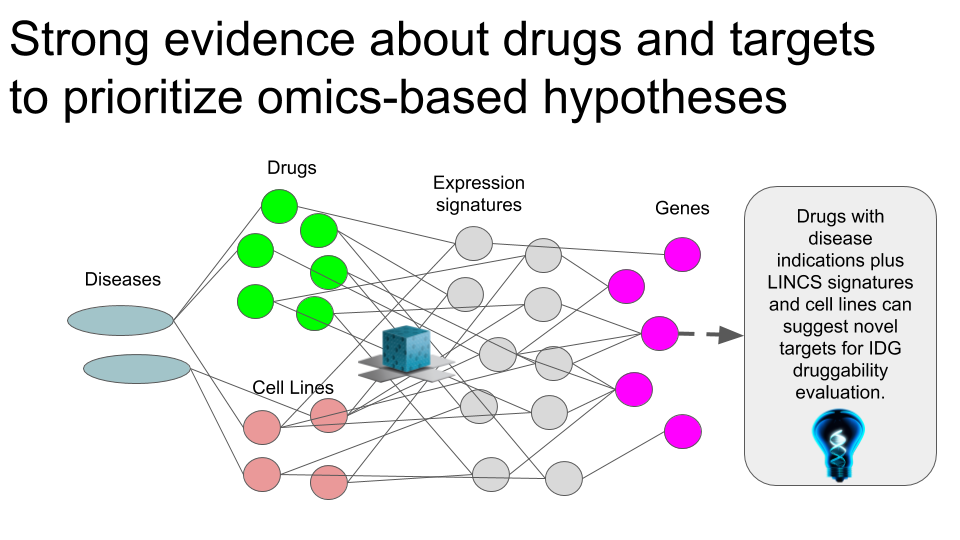 Strong evidence about drugs and targets
to prioritize omics-based hypotheses
Drugs
Expression
signatures
Genes
Diseases
Cell Lines
Drugs with
disease
indications plus
LINCS signatures
and cell lines can
suggest novel
targets for IDG
druggability
evaluation.